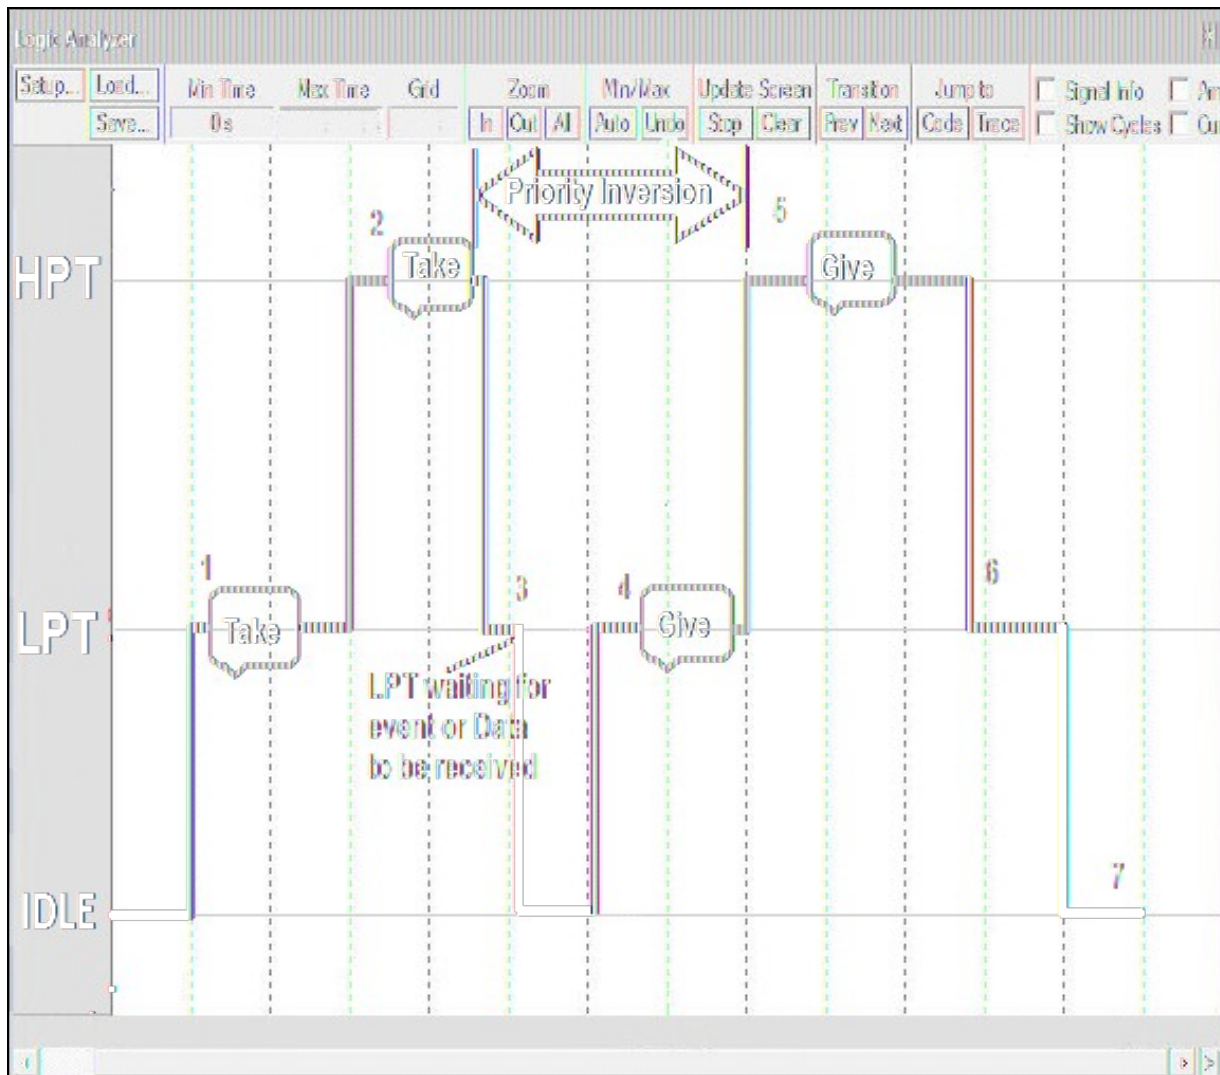 Logic Analyzer
Setup... Load... Min Time Max Time Grid Zoom Min/Max Update Screen Transition Jump to Signal Info
Save... 0 s In Out All Auto Undo Stop Clear Prev Next Code Trace Show Cycles
Priority Inversion
2 5
HPT Take Give
1 3 4 6
LPT Take Give
LPT waiting for
event or Data
to be received
7
IDLE